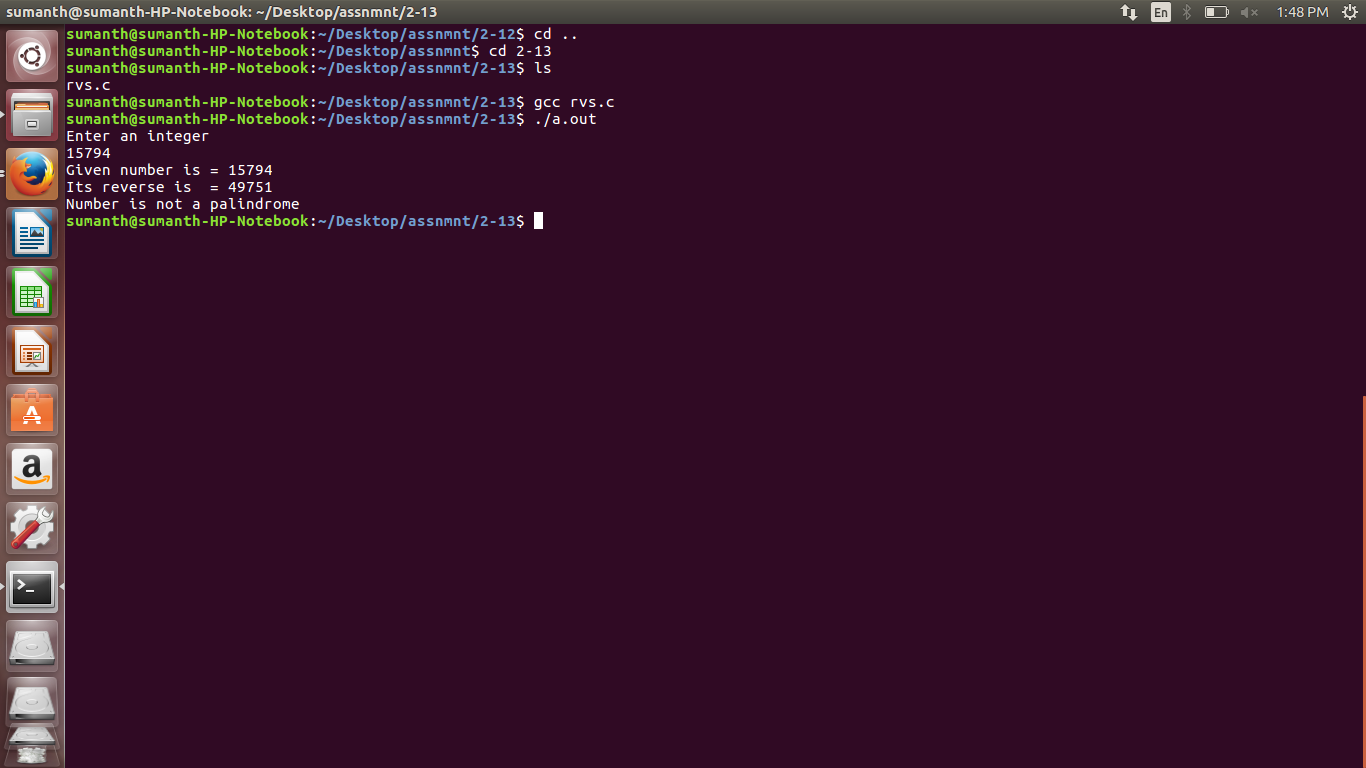 sumanth@sumanth-HP-Notebook: ~/Desktop/assnmnt/2-13
En
1:48 PM
sumanth@sumanth-HP-Notebook:~/Desktop/assnmnt/2-12$ cd ..
sumanth@sumanth-HP-Notebook:~/Desktop/assnmnt$ cd 2-13
sumanth@sumanth-HP-Notebook:~/Desktop/assnmnt/2-13$ ls
rvs.c
sumanth@sumanth-HP-Notebook:~/Desktop/assnmnt/2-13$ gcc rvs.c
sumanth@sumanth-HP-Notebook:~/Desktop/assnmnt/2-13$ ./a.out
Enter an integer
15794
Given number is = 15794
Its reverse is  = 49751
Number is not a palindrome
sumanth@sumanth-HP-Notebook:~/Desktop/assnmnt/2-13$